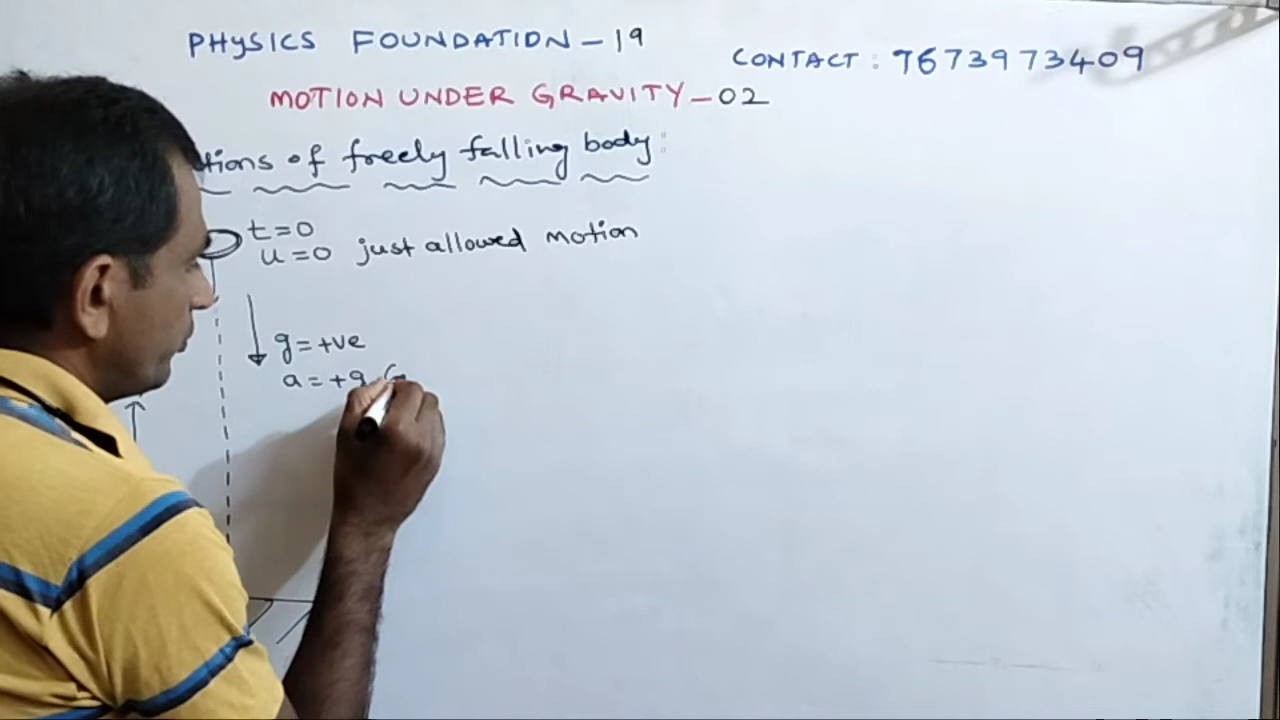 PHYSICS FOUNDATION - 19
CONTACT : 7673973409
MOTION UNDER GRAVITY - 02
tions of freely falling body:
t=0
u=0 just allowed motion
g=+ve
a=+g